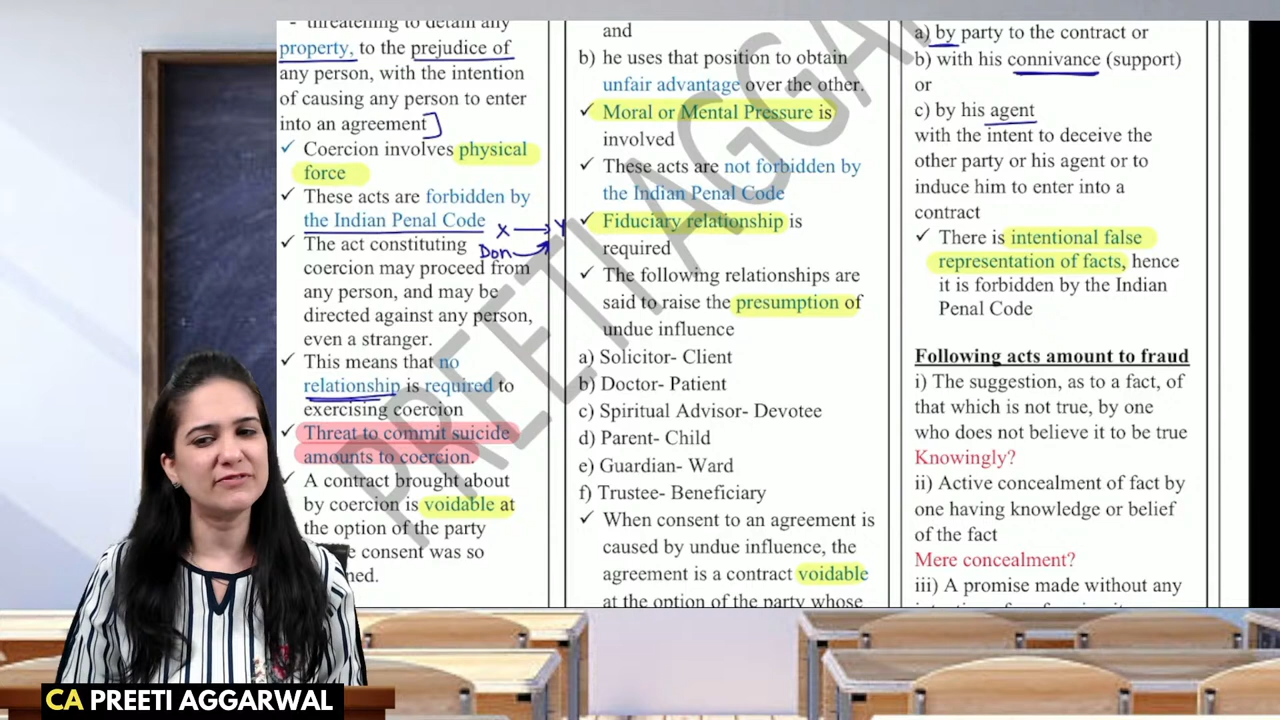 - threatening to detain any
property, to the prejudice of
any person, with the intention
of causing any person to enter
into an agreement]
✓ Coercion involves physical
force
✓ These acts are forbidden by
the Indian Penal Code
X → Y
Don
✓ The act constituting
coercion may proceed from
any person, and may be
directed against any person,
even a stranger.
✓ This means that no
relationship is required to
exercising coercion
✓ Threat to commit suicide
amounts to coercion.
✓ A contract brought about
by coercion is voidable at
the option of the party
consent was so
and
b) he uses that position to obtain
unfair advantage over the other.
✓ Moral or Mental Pressure is
involved
✓ These acts are not forbidden by
the Indian Penal Code
✓ Fiduciary relationship is
required
✓ The following relationships are
said to raise the presumption of
undue influence
a) Solicitor- Client
b) Doctor- Patient
c) Spiritual Advisor- Devotee
d) Parent- Child
e) Guardian- Ward
f) Trustee- Beneficiary
✓ When consent to an agreement is
caused by undue influence, the
agreement is a contract voidable
at the option of the party whose
a) by party to the contract or
b) with his connivance (support)
or
c) by his agent
with the intent to deceive the
other party or his agent or to
induce him to enter into a
contract
✓ There is intentional false
representation of facts, hence
it is forbidden by the Indian
Penal Code
Following acts amount to fraud
i) The suggestion, as to a fact, of
that which is not true, by one
who does not believe it to be true
Knowingly?
ii) Active concealment of fact by
one having knowledge or belief
of the fact
Mere concealment?
iii) A promise made without any
PREETI AGGA
CA PREETI AGGARWAL